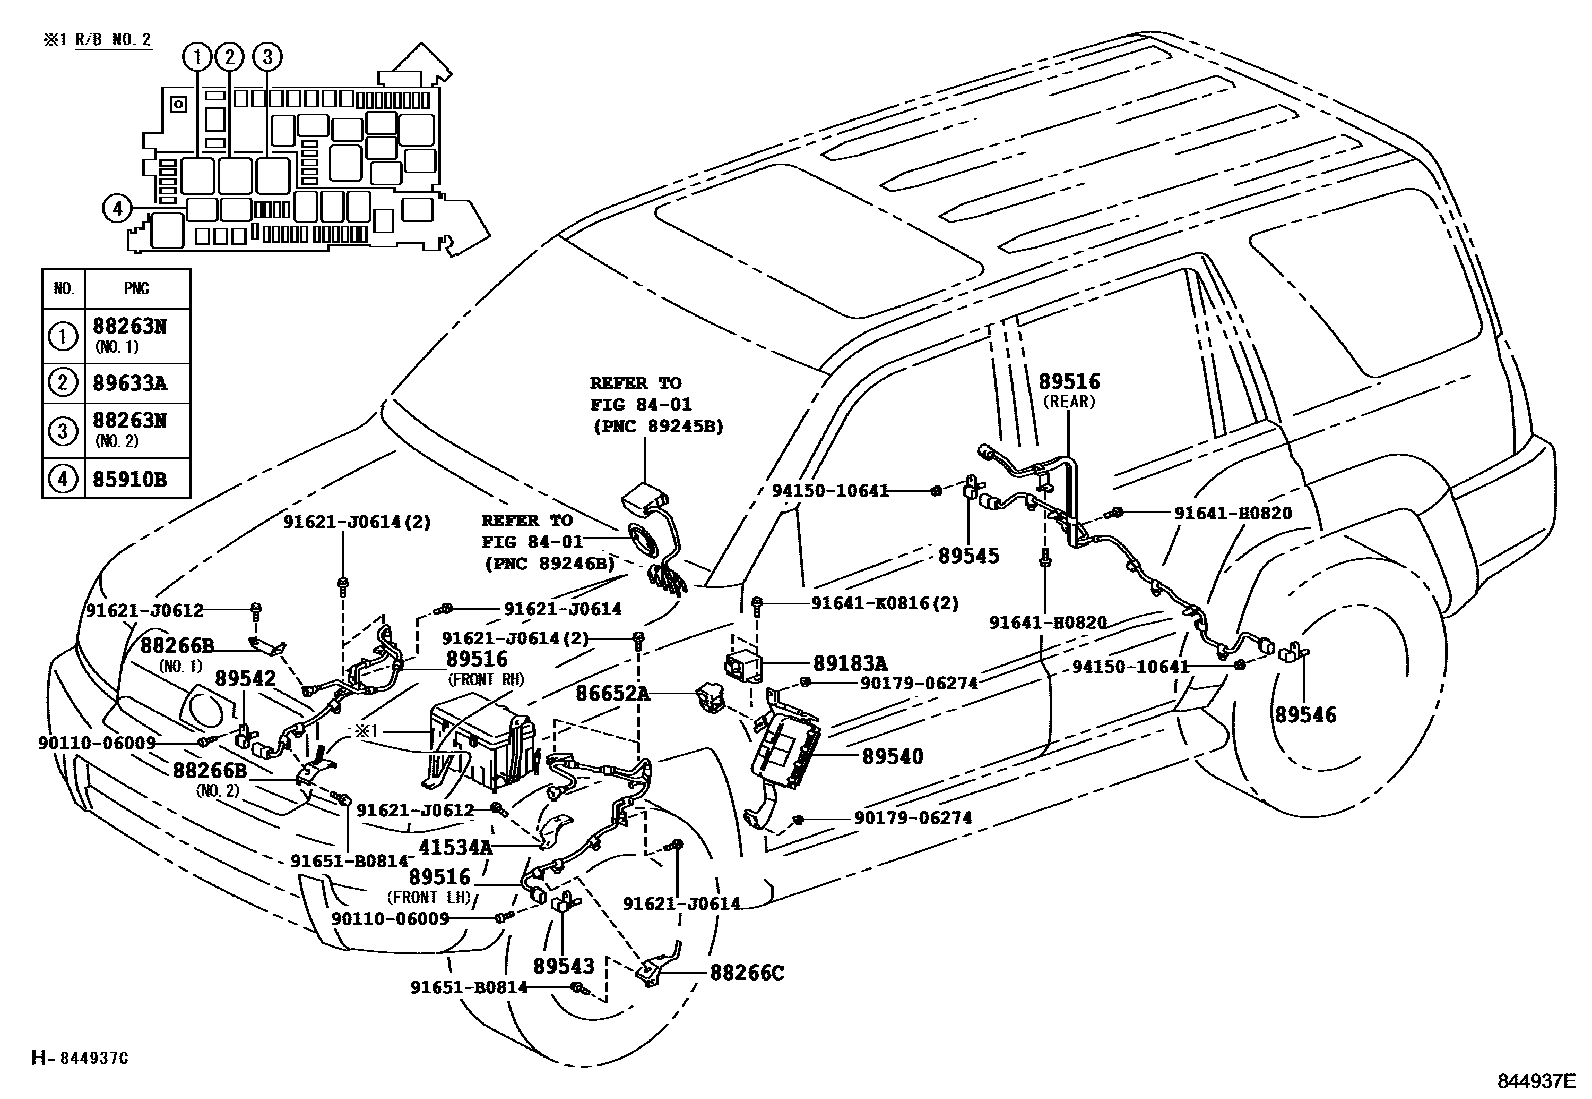 ※1 R/B NO. 2
1 2 3
4
NO. PNC
1 88263N
(NO. 1)
2 89633A
3 88263N
(NO. 2)
4 85910B
REFER TO
FIG 84-01
(PNC 89245B)
REFER TO
FIG 84-01
(PNC 89246B)
89516
(REAR)
94150-10641
91641-H0820
89545
91621-J0614(2)
91621-J0612
91621-J0614
91621-J0614(2)
91641-K0816(2)
91641-H0820
88266B
(NO. 1)
89516
(FRONT RH)
89183A
94150-10641
89542
86652A
90179-06274
89546
90110-06009
※1
89540
88266B
(NO. 2)
91621-J0612
90179-06274
41534A
91651-B0814
89516
(FRONT LH)
91621-J0614
90110-06009
89543
88266C
91651-B0814
H-844937C
844937E